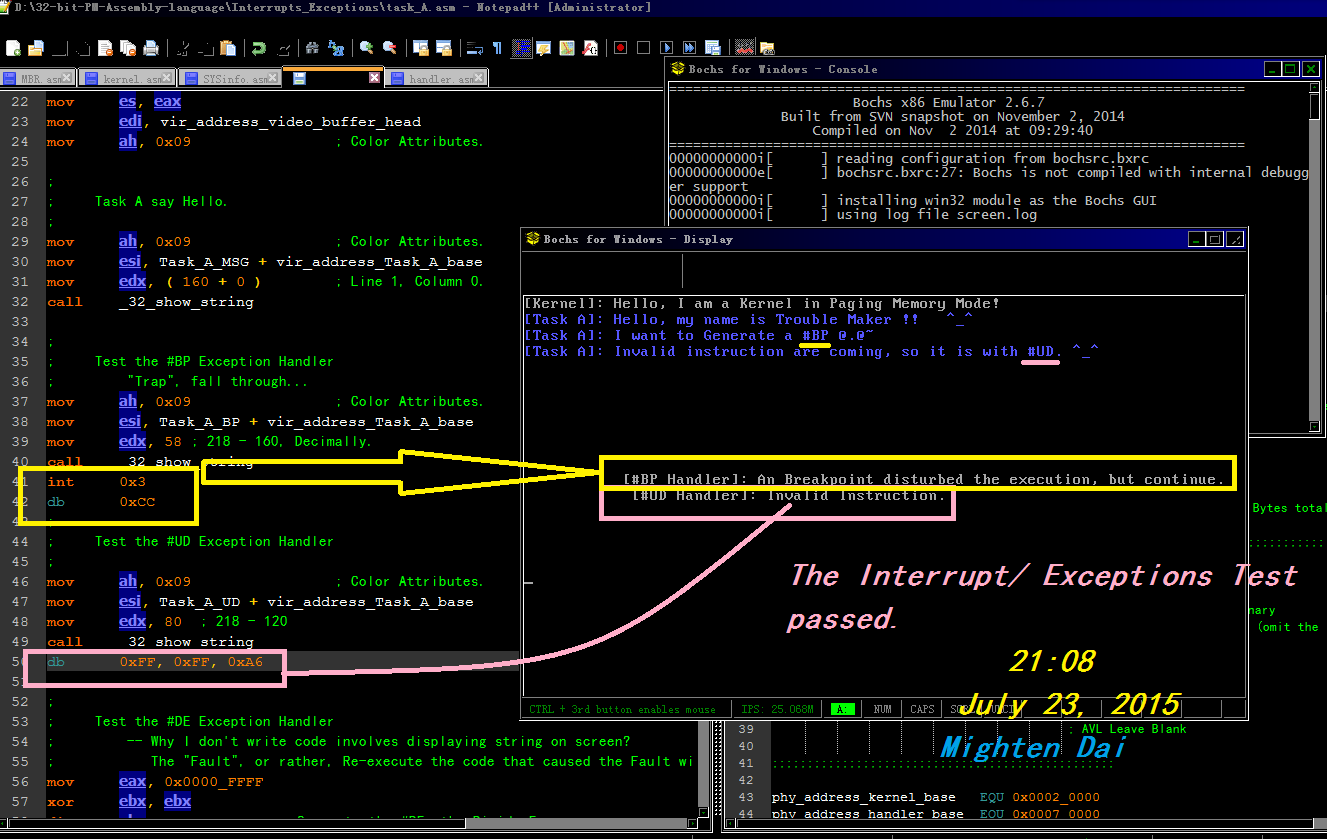 D:\32-bit-PM-Assembly-language\Interrupts_Exceptions\task_A.asm - Notepad++ [Administrator]
MBR.asm kernel.asm SYSinfo.asm handler.asm
22 mov es, eax
23 mov edi, vir_address_video_buffer_head
24 mov ah, 0x09 ; Color Attributes.
25
26 ;
27 ; Task A say Hello.
28 ;
29 mov ah, 0x09 ; Color Attributes.
30 mov esi, Task_A_MSG + vir_address_Task_A_base
31 mov edx, ( 160 + 0 ) ; Line 1, Column 0.
32 call _32_show_string
33
34 ;
35 ; Test the #BP Exception Handler
36 ; "Trap", fall through...
37 mov ah, 0x09 ; Color Attributes.
38 mov esi, Task_A_BP + vir_address_Task_A_base
39 mov edx, 58 ; 218 - 160, Decimally.
40 call _32_show_string
41 int 0x3
42 db 0xCC
43 ;
44 ; Test the #UD Exception Handler
45 ;
46 mov ah, 0x09 ; Color Attributes.
47 mov esi, Task_A_UD + vir_address_Task_A_base
48 mov edx, 80 ; 218 - 120
49 call _32_show_string
50 db 0xFF, 0xFF, 0xA6
51
52 ;
53 ; Test the #DE Exception Handler
54 ; -- Why I don't write code involves displaying string on screen?
55 ; The "Fault", or rather, Re-execute the code that caused the Fault wi
56 mov eax, 0x0000_FFFF
57 xor ebx, ebx
Bochs for Windows - Console
Bochs x86 Emulator 2.6.7
Built from SVN snapshot on November 2, 2014
Compiled on Nov  2 2014 at 09:29:40
00000000000i[      ] reading configuration from bochsrc.bxrc
00000000000e[      ] bochsrc.bxrc:27: Bochs is not compiled with internal debugg
er support
00000000000i[      ] installing win32 module as the Bochs GUI
00000000000i[      ] using log file screen.log
Bochs for Windows - Display
[Kernel]: Hello, I am a Kernel in Paging Memory Mode!
[Task A]: Hello, my name is Trouble Maker !!   ^_^
[Task A]: I want to Generate a #BP @.@~
[Task A]: Invalid instruction are coming, so it is with #UD. ^_^
[#BP Handler]: An Breakpoint disturbed the execution, but continue.
[#UD Handler]: Invalid Instruction.
The Interrupt/ Exceptions Test
passed.
21:08
July 23, 2015
Mighten Dai
CTRL + 3rd button enables mouse IPS: 25.068M A: NUM CAPS
Bytes total
nary
(omit the
39 ; AVL Leave Blank
40
41
42
43 phy_address_kernel_base EQU 0x0002_0000
44 phy_address_handler_base EQU 0x0007_0000